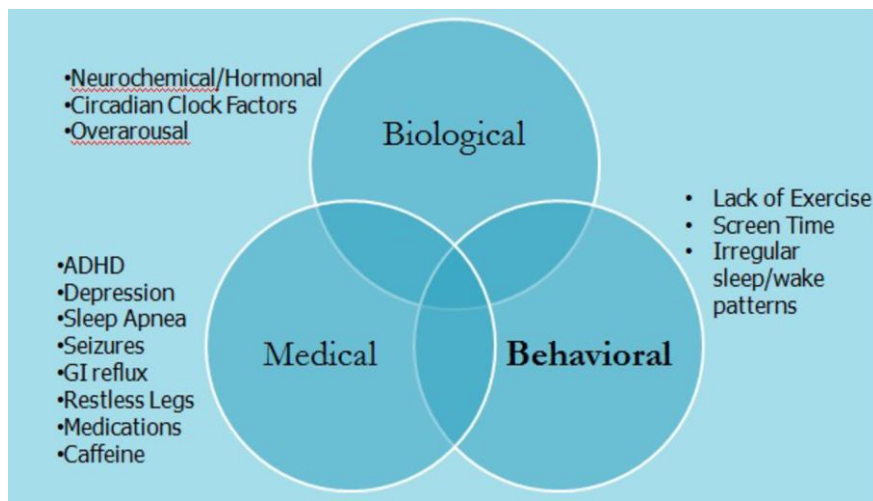 •Neurochemical/Hormonal
•Circadian Clock Factors
•Overarousal
Biological
• Lack of Exercise
• Screen Time
• Irregular
sleep/wake
patterns
•ADHD
•Depression
•Sleep Apnea
•Seizures
•GI reflux
•Restless Legs
•Medications
•Caffeine
Medical
Behavioral